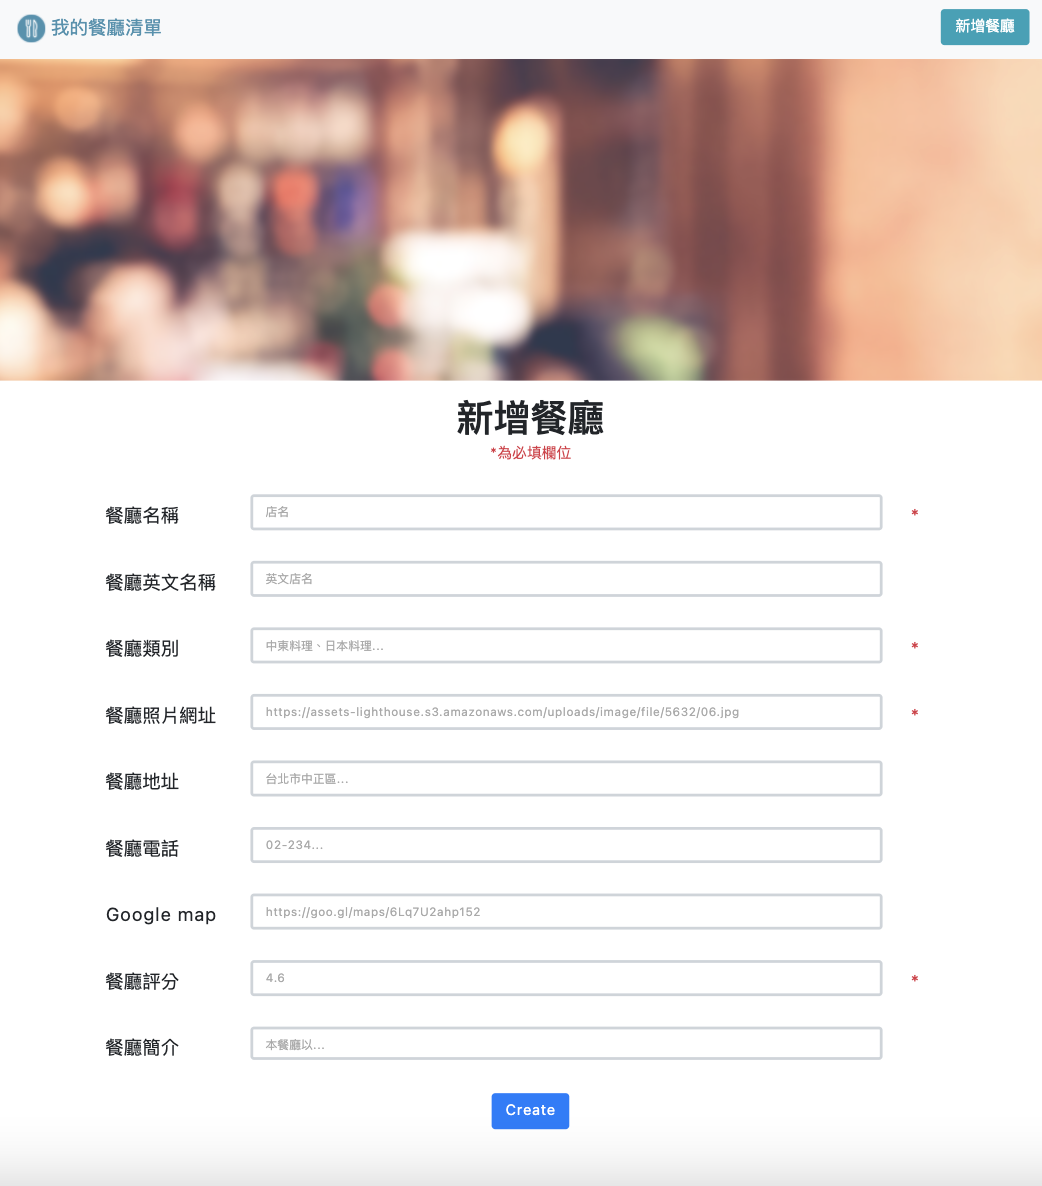 我的餐廳清單
新增餐廳
新增餐廳
*為必填欄位
餐廳名稱 店名 *
餐廳英文名稱 英文店名
餐廳類別 中東料理、日本料理... *
餐廳照片網址 https://assets-lighthouse.s3.amazonaws.com/uploads/image/file/5632/06.jpg *
餐廳地址 台北市中正區...
餐廳電話 02-234...
Google map https://goo.gl/maps/6Lq7U2ahp152
餐廳評分 4.6 *
餐廳簡介 本餐廳以...
Create